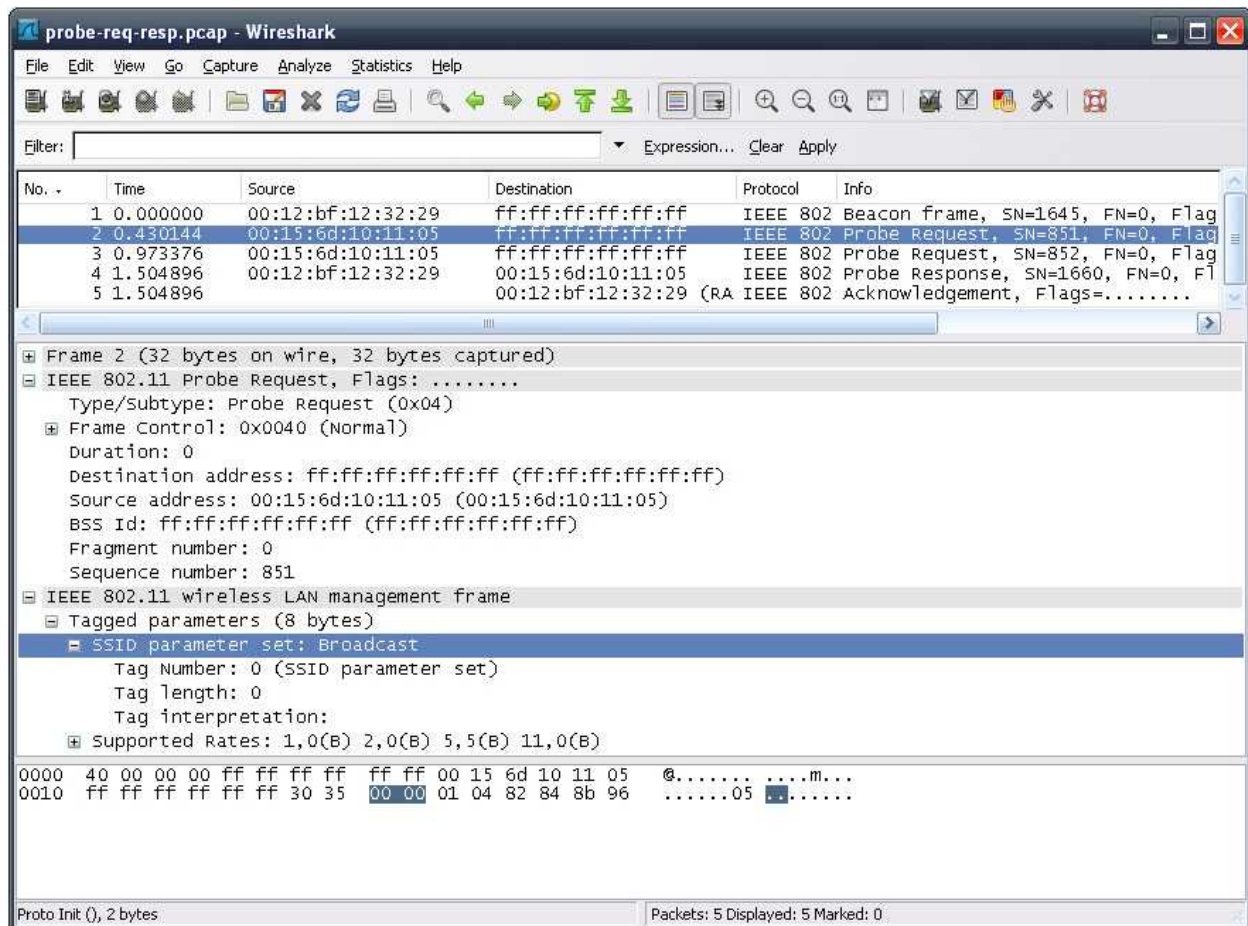 probe-req-resp.pcap - Wireshark
File Edit View Go Capture Analyze Statistics Help
Filter: Expression... Clear Apply
No. Time Source Destination Protocol Info
1 0.000000 00:12:bf:12:32:29 ff:ff:ff:ff:ff:ff IEEE 802 Beacon frame, SN=1645, FN=0, Flag
2 0.430144 00:15:6d:10:11:05 ff:ff:ff:ff:ff:ff IEEE 802 Probe Request, SN=851, FN=0, Flag
3 0.973376 00:15:6d:10:11:05 ff:ff:ff:ff:ff:ff IEEE 802 Probe Request, SN=852, FN=0, Flag
4 1.504896 00:12:bf:12:32:29 00:15:6d:10:11:05 IEEE 802 Probe Response, SN=1660, FN=0, Fl
5 1.504896 00:12:bf:12:32:29 (RA IEEE 802 Acknowledgement, Flags=........
Frame 2 (32 bytes on wire, 32 bytes captured)
IEEE 802.11 Probe Request, Flags: ........
Type/Subtype: Probe Request (0x04)
Frame Control: 0x0040 (Normal)
Duration: 0
Destination address: ff:ff:ff:ff:ff:ff (ff:ff:ff:ff:ff:ff)
Source address: 00:15:6d:10:11:05 (00:15:6d:10:11:05)
BSS Id: ff:ff:ff:ff:ff:ff (ff:ff:ff:ff:ff:ff)
Fragment number: 0
Sequence number: 851
IEEE 802.11 wireless LAN management frame
Tagged parameters (8 bytes)
SSID parameter set: Broadcast
Tag Number: 0 (SSID parameter set)
Tag length: 0
Tag interpretation:
Supported Rates: 1,0(B) 2,0(B) 5,5(B) 11,0(B)
0000 40 00 00 00 ff ff ff ff ff ff 00 15 6d 10 11 05 @....... ....m...
0010 ff ff ff ff ff ff 30 35 00 00 01 04 82 84 8b 96 ......05 ........
Proto Init (), 2 bytes Packets: 5 Displayed: 5 Marked: 0